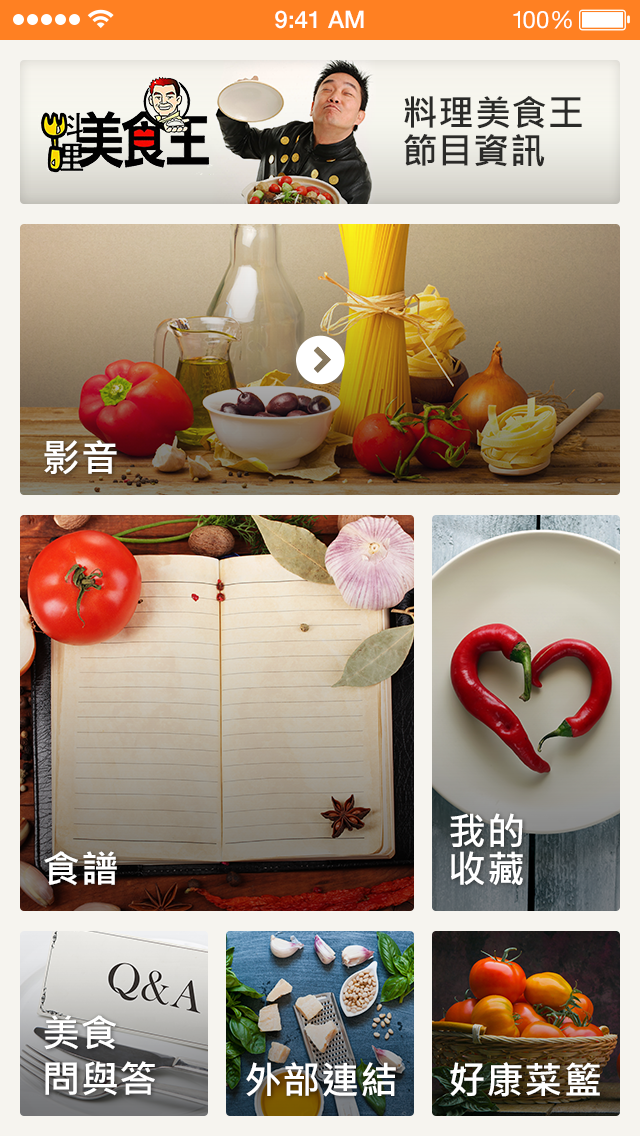 9:41 AM
100%
料理
美食王
料理美食王
節目資訊
影音
食譜
我的
收藏
Q&A
美食
問與答
外部連結
好康菜籃